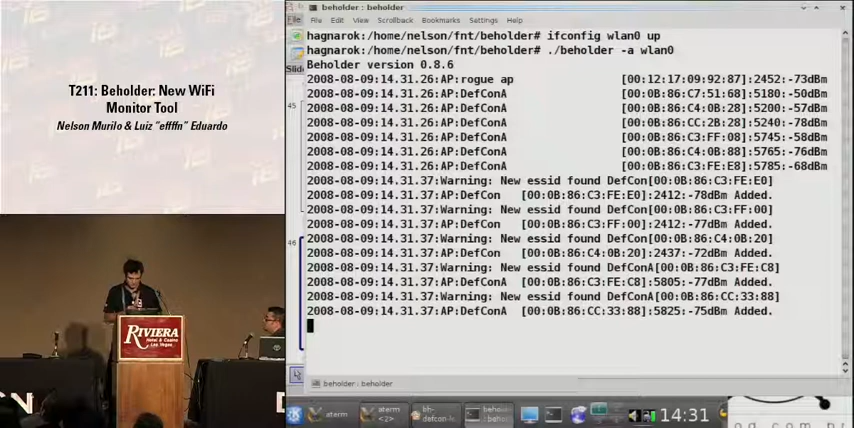 T211: Beholder: New WiFi
Monitor Tool
Nelson Murilo & Luiz "effffn" Eduardo
RIVIERA
Hotel & Casino
Las Vegas
File
Slide
45
46
beholder : beholder
File Edit View Scrollback Bookmarks Settings Help
hagnarok:/home/nelson/fnt/beholder# ifconfig wlan0 up
hagnarok:/home/nelson/fnt/beholder# ./beholder -a wlan0
Beholder version 0.8.6
2008-08-09:14.31.26:AP:rogue ap [00:12:17:09:92:87]:2452:-73dBm
2008-08-09:14.31.26:AP:DefConA [00:0B:86:C7:51:68]:5180:-50dBm
2008-08-09:14.31.26:AP:DefConA [00:0B:86:C4:0B:28]:5200:-57dBm
2008-08-09:14.31.26:AP:DefConA [00:0B:86:CC:2B:28]:5240:-78dBm
2008-08-09:14.31.26:AP:DefConA [00:0B:86:C3:FF:08]:5745:-58dBm
2008-08-09:14.31.26:AP:DefConA [00:0B:86:C4:0B:88]:5765:-76dBm
2008-08-09:14.31.26:AP:DefConA [00:0B:86:C3:FE:E8]:5785:-68dBm
2008-08-09:14.31.37:Warning: New essid found DefCon[00:0B:86:C3:FE:E0]
2008-08-09:14.31.37:AP:DefCon [00:0B:86:C3:FE:E0]:2412:-78dBm Added.
2008-08-09:14.31.37:Warning: New essid found DefCon[00:0B:86:C3:FF:00]
2008-08-09:14.31.37:AP:DefCon [00:0B:86:C3:FF:00]:2412:-77dBm Added.
2008-08-09:14.31.37:Warning: New essid found DefCon[00:0B:86:C4:0B:20]
2008-08-09:14.31.37:AP:DefCon [00:0B:86:C4:0B:20]:2437:-72dBm Added.
2008-08-09:14.31.37:Warning: New essid found DefConA[00:0B:86:C3:FE:C8]
2008-08-09:14.31.37:AP:DefConA [00:0B:86:C3:FE:C8]:5805:-77dBm Added.
2008-08-09:14.31.37:Warning: New essid found DefConA[00:0B:86:CC:33:88]
2008-08-09:14.31.37:AP:DefConA [00:0B:86:CC:33:88]:5825:-75dBm Added.
beholder : beholder
aterm
aterm
<2>
14:31